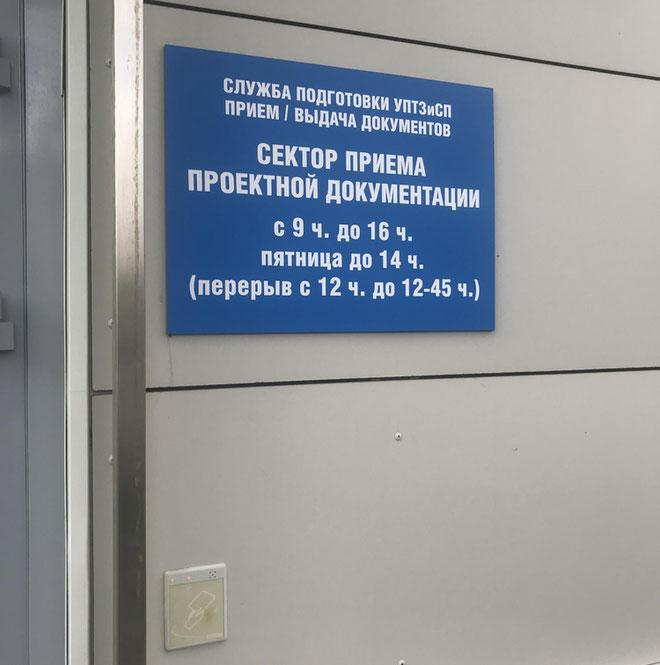 СЛУЖБА ПОДГОТОВКИ УПТЗиСП
ПРИЕМ / ВЫДАЧА ДОКУМЕНТОВ
СЕКТОР ПРИЕМА
ПРОЕКТНОЙ ДОКУМЕНТАЦИИ
с 9 ч. до 16 ч.
пятница до 14 ч.
(перерыв с 12 ч. до 12-45 ч.)